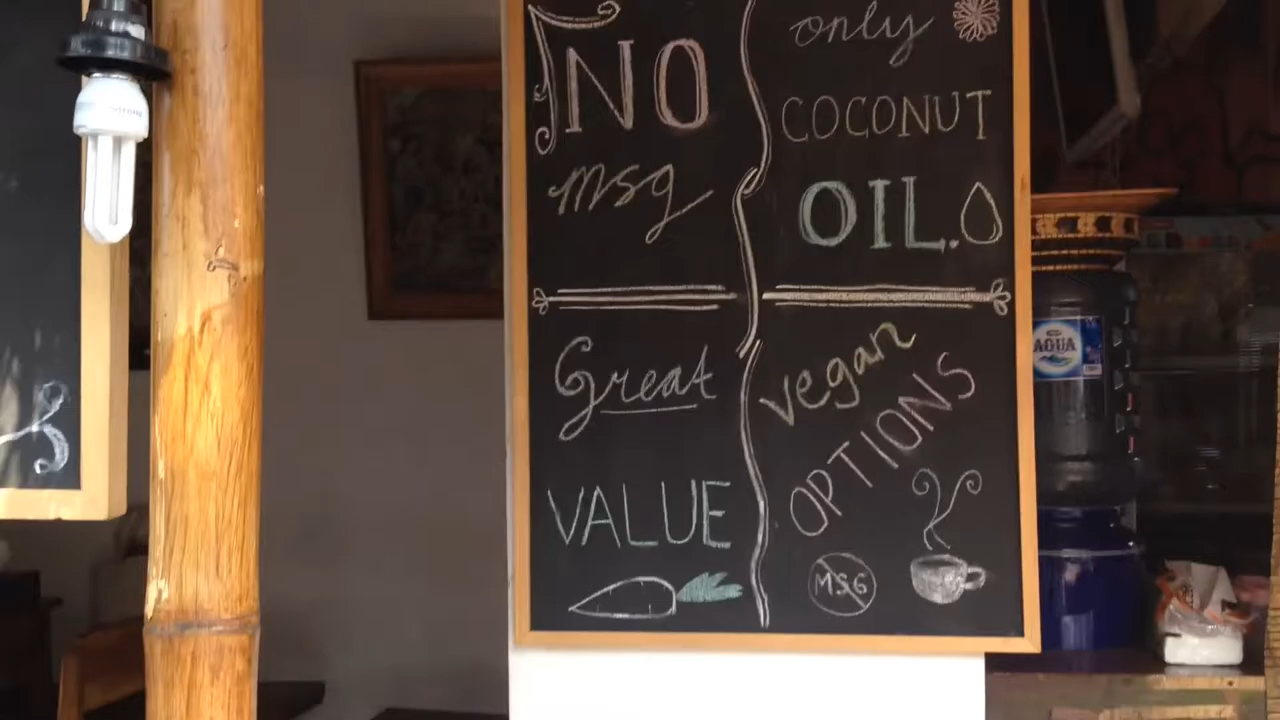 NO
msg
only
COCONUT
OIL.
Great
VALUE
vegan
OPTIONS
MSG
AQUA